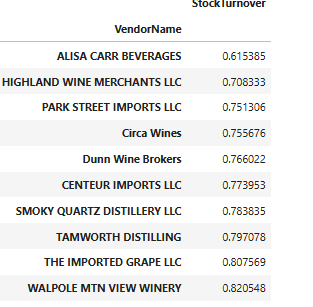 StockTurnover
VendorName
ALISA CARR BEVERAGES 0.615385
HIGHLAND WINE MERCHANTS LLC 0.708333
PARK STREET IMPORTS LLC 0.751306
Circa Wines 0.755676
Dunn Wine Brokers 0.766022
CENTEUR IMPORTS LLC 0.773953
SMOKY QUARTZ DISTILLERY LLC 0.783835
TAMWORTH DISTILLING 0.797078
THE IMPORTED GRAPE LLC 0.807569
WALPOLE MTN VIEW WINERY 0.820548